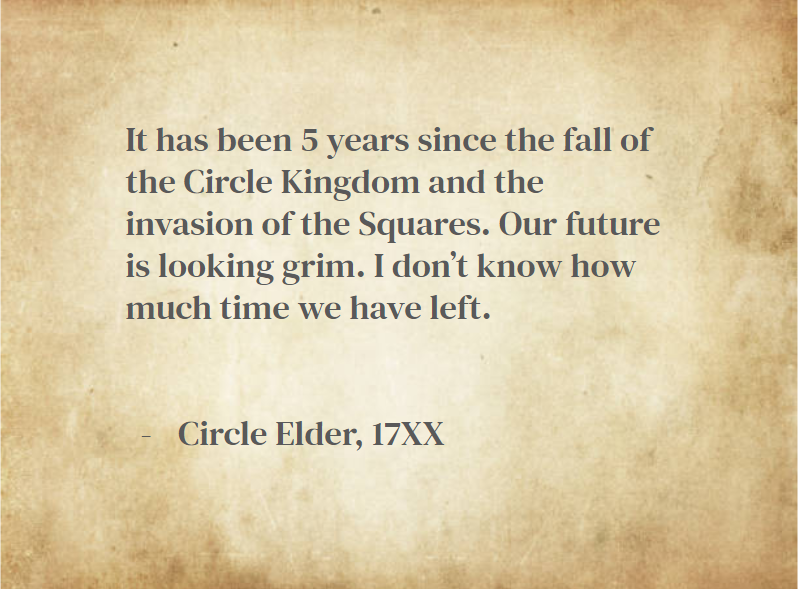 It has been 5 years since the fall of
the Circle Kingdom and the
invasion of the Squares. Our future
is looking grim. I don’t know how
much time we have left.
- Circle Elder, 17XX